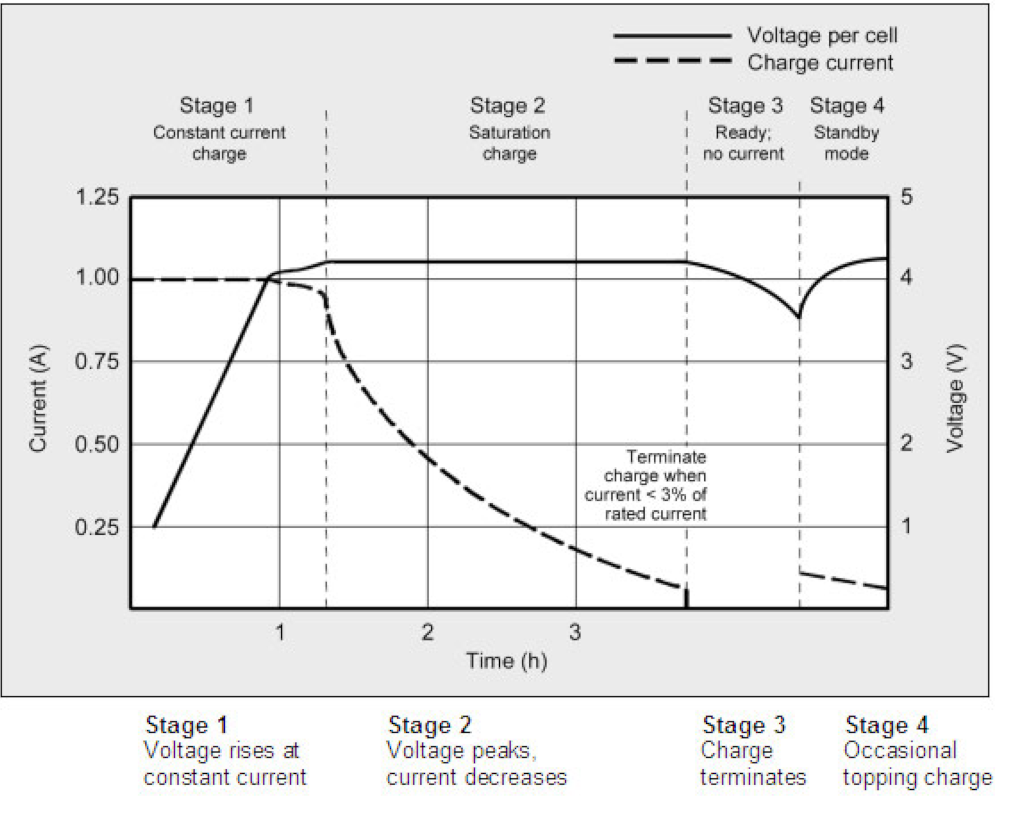 Voltage per cell
Charge current
Stage 1
Constant current
charge
Stage 2
Saturation
charge
Stage 3
Ready;
no current
Stage 4
Standby
mode
1.25
1.00
0.75
0.50
0.25
Current (A)
5
4
3
2
1
Voltage (V)
Terminate
charge when
current < 3% of
rated current
1
2
3
Time (h)
Stage 1
Voltage rises at
constant current
Stage 2
Voltage peaks,
current decreases
Stage 3
Charge
terminates
Stage 4
Occasional
topping charge